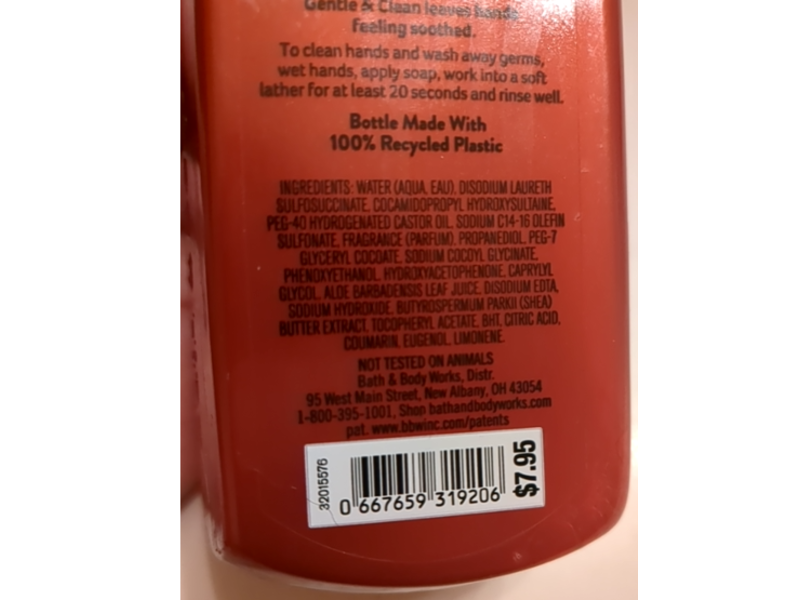 Gentle & Clean leaves hands
feeling soothed.
To clean hands and wash away germs,
wet hands, apply soap, work into a soft
lather for at least 20 seconds and rinse well.
Bottle Made With
100% Recycled Plastic
INGREDIENTS: WATER (AQUA, EAU), DISODIUM LAURETH
SULFOSUCCINATE, COCAMIDOPROPYL HYDROXYSULTAINE,
PEG-40 HYDROGENATED CASTOR OIL, SODIUM C14-16 OLEFIN
SULFONATE, FRAGRANCE (PARFUM), PROPANEDIOL, PEG-7
GLYCERYL COCOATE, SODIUM COCOYL GLYCINATE,
PHENOXYETHANOL, HYDROXYACETOPHENONE, CAPRYLYL
GLYCOL, ALOE BARBADENSIS LEAF JUICE, DISODIUM EDTA,
SODIUM HYDROXIDE, BUTYROSPERMUM PARKII (SHEA)
BUTTER EXTRACT, TOCOPHERYL ACETATE, BHT, CITRIC ACID,
COUMARIN, EUGENOL, LIMONENE.
NOT TESTED ON ANIMALS
Bath & Body Works, Distr.
95 West Main Street, New Albany, OH 43054
1-800-395-1001, Shop bathandbodyworks.com
pat. www.bbwinc.com/patents
32015576
0 667659 319206
$7.95